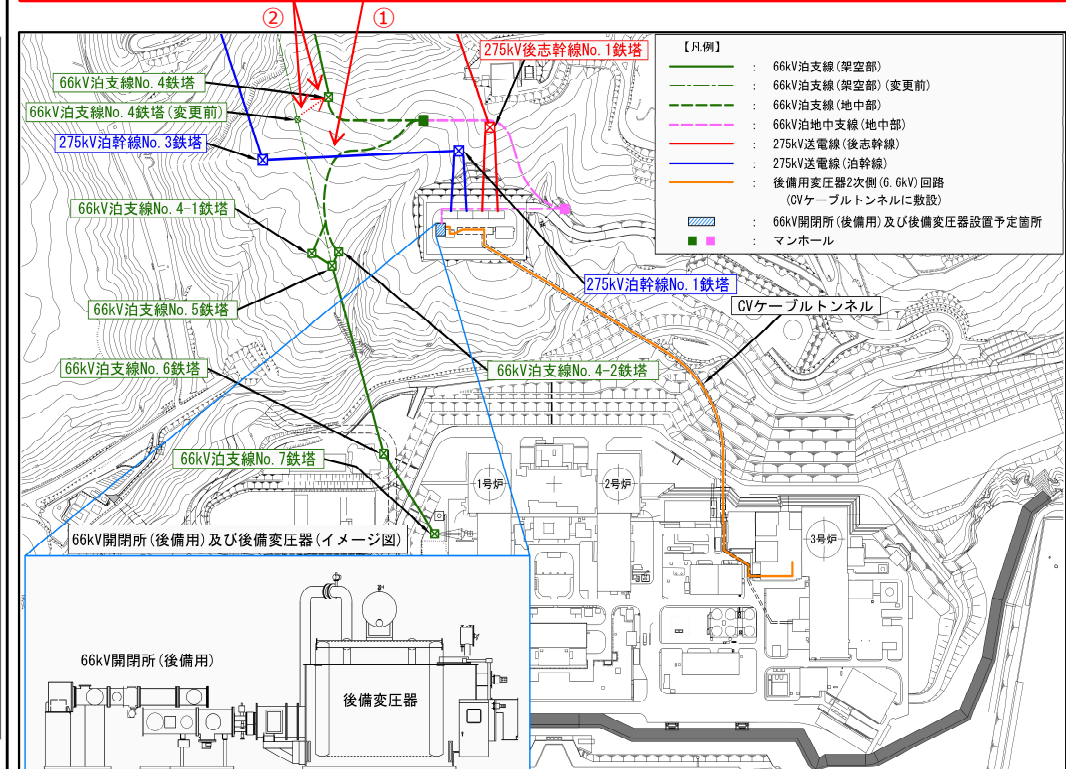 ②
①
66kV泊支線No.4鉄塔
66kV泊支線No.4鉄塔(変更前)
275kV泊幹線No.3鉄塔
66kV泊支線No.4-1鉄塔
66kV泊支線No.5鉄塔
66kV泊支線No.6鉄塔
66kV泊支線No.7鉄塔
275kV後志幹線No.1鉄塔
275kV泊幹線No.1鉄塔
CVケーブルトンネル
66kV泊支線No.4-2鉄塔
【凡例】
: 66kV泊支線(架空部)
: 66kV泊支線(架空部)(変更前)
: 66kV泊支線(地中部)
: 66kV泊地中支線(地中部)
: 275kV送電線(後志幹線)
: 275kV送電線(泊幹線)
: 後備用変圧器2次側(6.6kV)回路
(CVケーブルトンネルに敷設)
: 66kV開閉所(後備用)及び後備変圧器設置予定箇所
: マンホール
1号炉
2号炉
3号炉
66kV開閉所(後備用)及び後備変圧器(イメージ図)
66kV開閉所(後備用)
後備変圧器